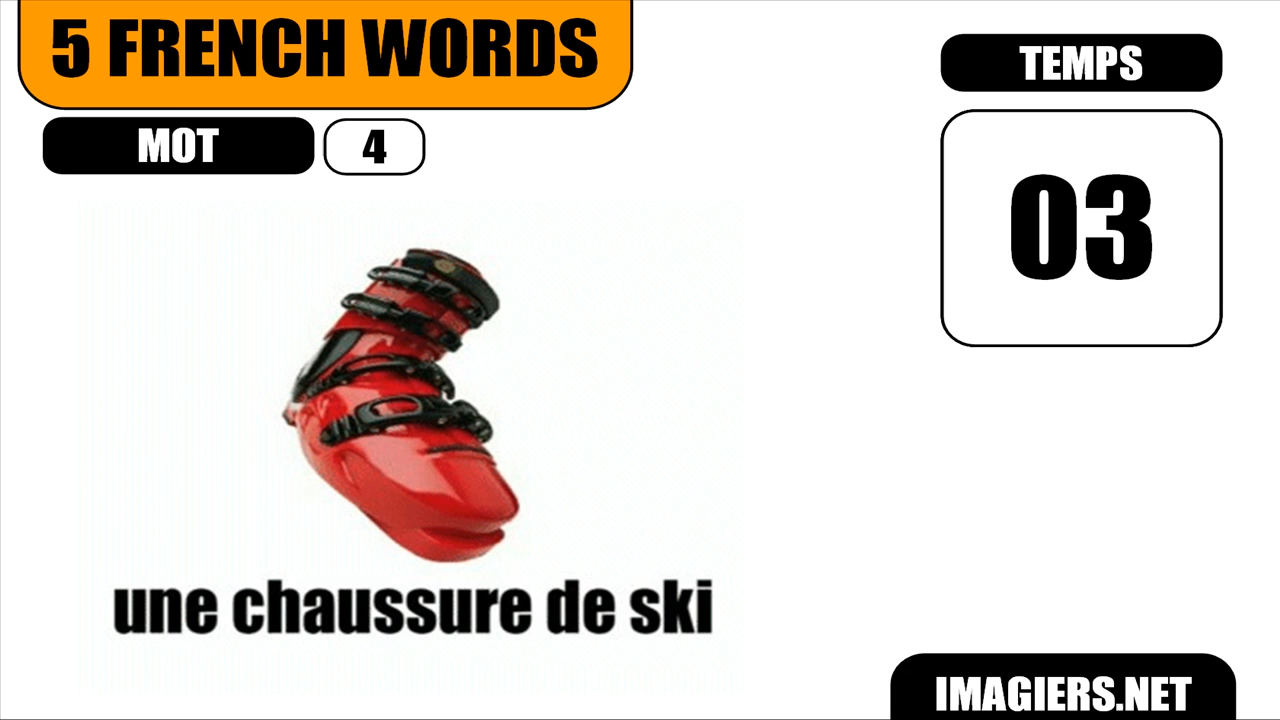 5 FRENCH WORDS
TEMPS
MOT
4
03
une chaussure de ski
IMAGIERS.NET